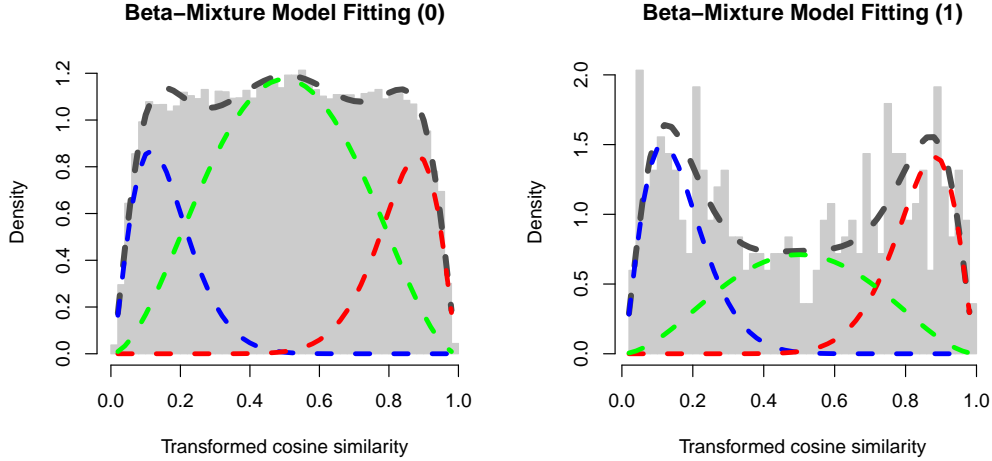 Beta−Mixture Model Fitting (0)
Density
0.0 0.2 0.4 0.6 0.8 1.0 1.2
0.0 0.2 0.4 0.6 0.8 1.0
Transformed cosine similarity
Beta−Mixture Model Fitting (1)
Density
0.0 0.5 1.0 1.5 2.0
0.0 0.2 0.4 0.6 0.8 1.0
Transformed cosine similarity